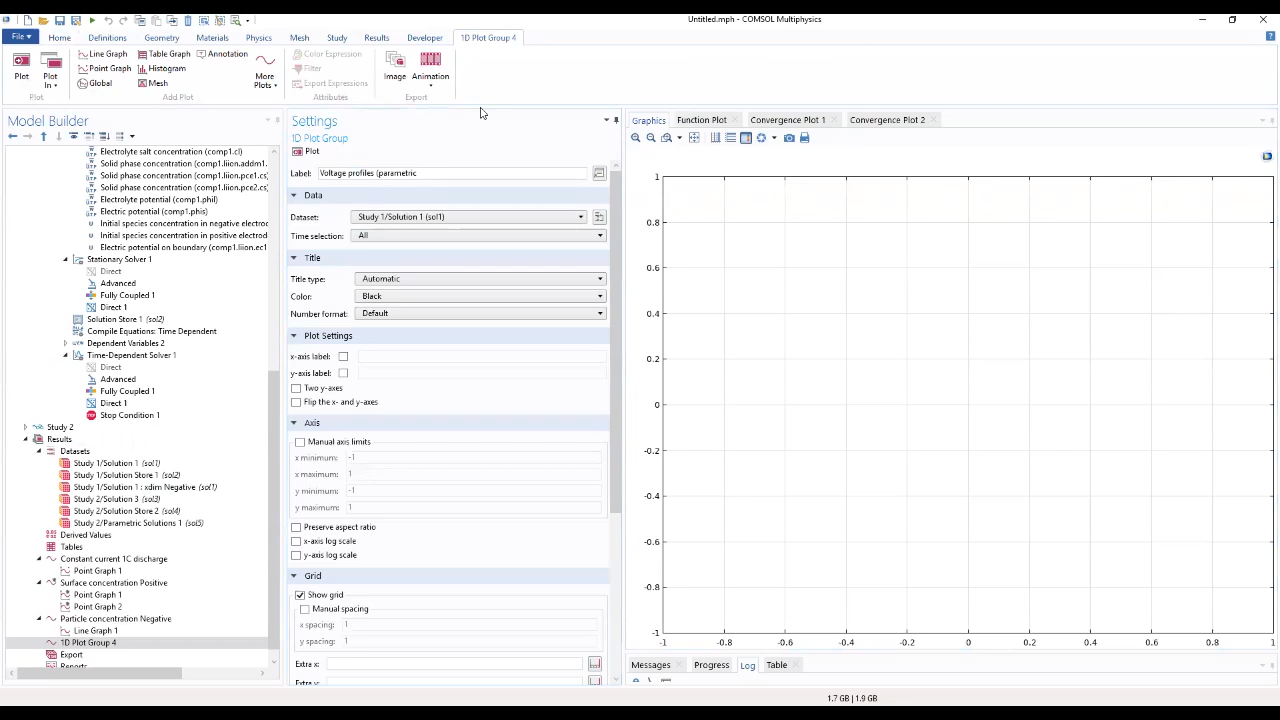 Untitled.mph - COMSOL Multiphysics
File Home Definitions Geometry Materials Physics Mesh Study Results Developer 1D Plot Group 4
Plot
Plot In
Line Graph
Point Graph
Global
Table Graph
Histogram
Mesh
Annotation
More Plots
Color Expression
Filter
Export Expressions
Image
Animation
Plot
Add Plot
Attributes
Export
Model Builder
Electrolyte salt concentration (comp1.cl)
Solid phase concentration (comp1.liion.addm1.
Solid phase concentration (comp1.liion.pce1.cs
Solid phase concentration (comp1.liion.pce2.cs
Electrolyte potential (comp1.phil)
Electric potential (comp1.phis)
Initial species concentration in negative electrod
Initial species concentration in positive electrod
Electric potential on boundary (comp1.liion.ec1
Stationary Solver 1
Direct
Advanced
Fully Coupled 1
Direct 1
Solution Store 1 (sol2)
Compile Equations: Time Dependent
Dependent Variables 2
Time-Dependent Solver 1
Direct
Advanced
Fully Coupled 1
Direct 1
Stop Condition 1
Study 2
Results
Datasets
Study 1/Solution 1 (sol1)
Study 1/Solution Store 1 (sol2)
Study 1/Solution 1 : xdim Negative (sol1)
Study 2/Solution 3 (sol3)
Study 2/Solution Store 2 (sol4)
Study 2/Parametric Solutions 1 (sol5)
Derived Values
Tables
Constant current 1C discharge
Point Graph 1
Surface concentration Positive
Point Graph 1
Point Graph 2
Particle concentration Negative
Line Graph 1
1D Plot Group 4
Export
Reports
Settings
1D Plot Group
Plot
Label: Voltage profiles (parametric
Data
Dataset: Study 1/Solution 1 (sol1)
Time selection: All
Title
Title type: Automatic
Color: Black
Number format: Default
Plot Settings
x-axis label:
y-axis label:
Two y-axes
Flip the x- and y-axes
Axis
Manual axis limits
x minimum: -1
x maximum: 1
y minimum: -1
y maximum: 1
Preserve aspect ratio
x-axis log scale
y-axis log scale
Grid
Show grid
Manual spacing
x spacing: 1
y spacing: 1
Extra x:
Extra y:
Graphics Function Plot Convergence Plot 1 Convergence Plot 2
1
0.8
0.6
0.4
0.2
0
-0.2
-0.4
-0.6
-0.8
-1
-1 -0.8 -0.6 -0.4 -0.2 0 0.2 0.4 0.6 0.8 1
Messages Progress Log Table
1.7 GB | 1.9 GB